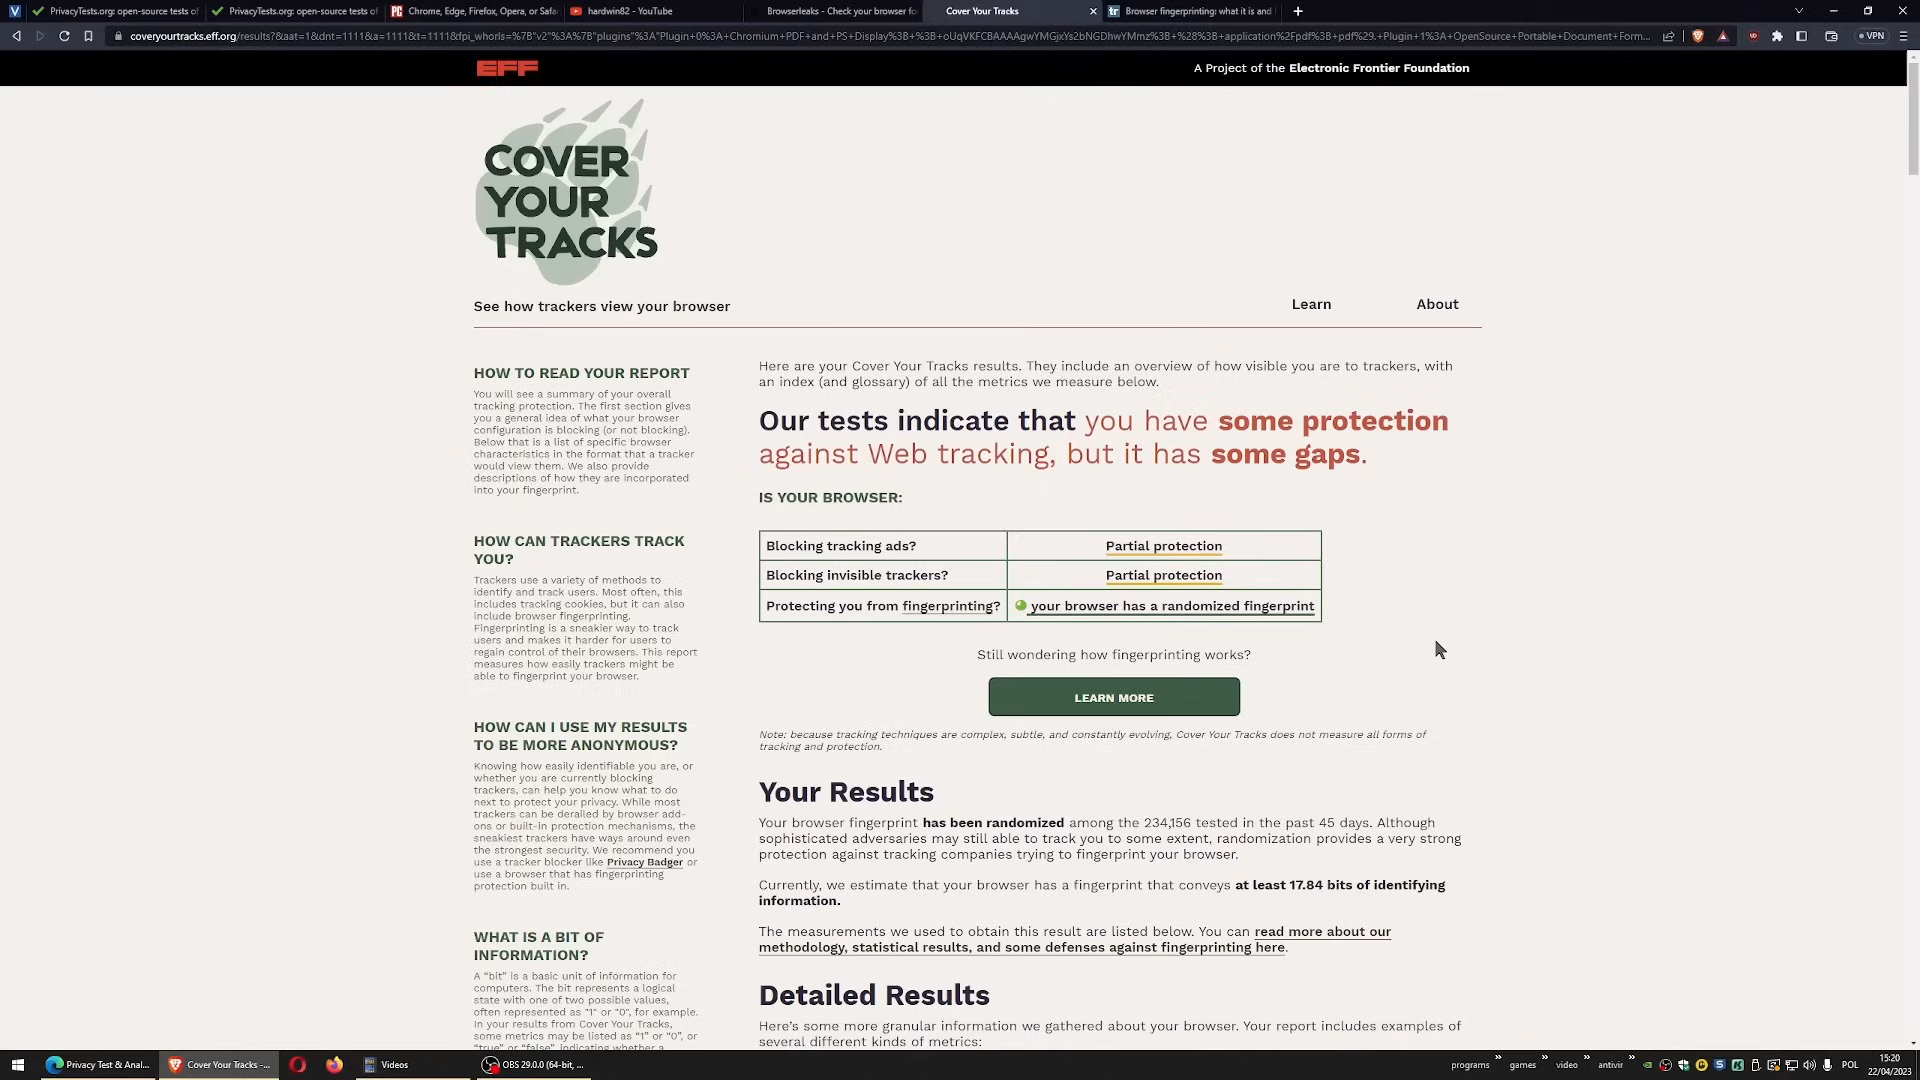 PrivacyTests.org: open-source tests of
PrivacyTests.org: open-source tests of
Chrome, Edge, Firefox, Opera, or Safa
hardwin82 - YouTube
Browserleaks - Check your browser fo
Cover Your Tracks
Browser fingerprinting: what it is and
coveryourtracks.eff.org/results?&aat=1&dnt=1111&a=1111&t=1111&fpi_whorls=%7B"v2"%3A%7B"plugins"%3A"Plugin+0%3A+Chromium+PDF+and+PS+Display%3B+
VPN
EFF
A Project of the Electronic Frontier Foundation
COVER
YOUR
TRACKS
See how trackers view your browser
Learn
About
HOW TO READ YOUR REPORT
You will see a summary of your overall
tracking protection. The first section gives
you a general idea of what your browser
configuration is blocking (or not blocking).
Below that is a list of specific browser
characteristics in the format that a tracker
would view them. We also provide
descriptions of how they are incorporated
into your fingerprint.
HOW CAN TRACKERS TRACK
YOU?
Trackers use a variety of methods to
identify and track users. Most often, this
includes tracking cookies, but it can also
include browser fingerprinting.
Fingerprinting is a sneakier way to track
users and makes it harder for users to
regain control of their browsers. This report
measures how easily trackers might be
able to fingerprint your browser.
HOW CAN I USE MY RESULTS
TO BE MORE ANONYMOUS?
Knowing how easily identifiable you are, or
whether you are currently blocking
trackers, can help you know what to do
next to protect your privacy. While most
trackers can be derailed by browser add-
ons or built-in protection mechanisms, the
sneakiest trackers have ways around even
the strongest security. We recommend you
use a tracker blocker like Privacy Badger or
use a browser that has fingerprinting
protection built in.
WHAT IS A BIT OF
INFORMATION?
A “bit” is a basic unit of information for
computers. The bit represents a logical
state with one of two possible values,
often represented as "1" or "0", for example.
In your results from Cover Your Tracks,
some metrics may be listed as “1” or “0”, or
“true” or “false”, indicating whether a
Here are your Cover Your Tracks results. They include an overview of how visible you are to trackers, with
an index (and glossary) of all the metrics we measure below.
Our tests indicate that you have some protection
against Web tracking, but it has some gaps.
IS YOUR BROWSER:
Blocking tracking ads? Partial protection
Blocking invisible trackers? Partial protection
Protecting you from fingerprinting? your browser has a randomized fingerprint
Still wondering how fingerprinting works?
LEARN MORE
Note: because tracking techniques are complex, subtle, and constantly evolving, Cover Your Tracks does not measure all forms of
tracking and protection.
Your Results
Your browser fingerprint has been randomized among the 234,156 tested in the past 45 days. Although
sophisticated adversaries may still able to track you to some extent, randomization provides a very strong
protection against tracking companies trying to fingerprint your browser.
Currently, we estimate that your browser has a fingerprint that conveys at least 17.84 bits of identifying
information.
The measurements we used to obtain this result are listed below. You can read more about our
methodology, statistical results, and some defenses against fingerprinting here.
Detailed Results
Here’s some more granular information we gathered about your browser. Your report includes examples of
several different kinds of metrics:
Privacy Test & Anal...
Cover Your Tracks -...
Videos
OBS 29.0.0 (64-bit, ...
programs
games
video
antivir
POL
15:20
22/04/2023